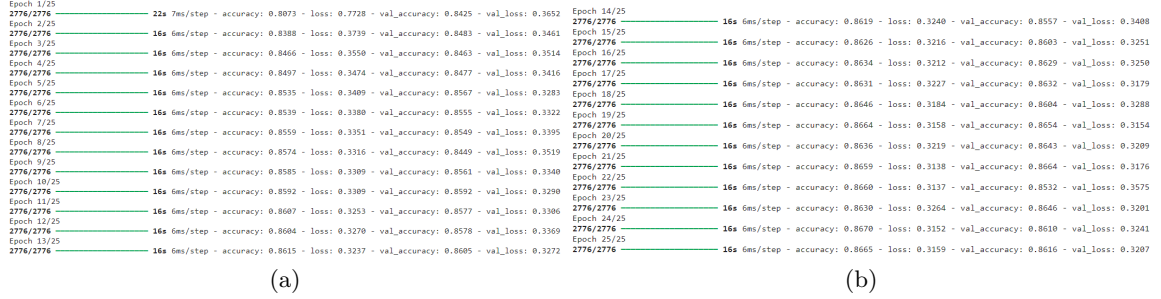 Epoch 1/25
2776/2776 22s 7ms/step - accuracy: 0.8073 - loss: 0.7728 - val_accuracy: 0.8425 - val_loss: 0.3652
Epoch 2/25
2776/2776 16s 6ms/step - accuracy: 0.8388 - loss: 0.3739 - val_accuracy: 0.8483 - val_loss: 0.3461
Epoch 3/25
2776/2776 16s 6ms/step - accuracy: 0.8466 - loss: 0.3550 - val_accuracy: 0.8463 - val_loss: 0.3514
Epoch 4/25
2776/2776 16s 6ms/step - accuracy: 0.8497 - loss: 0.3474 - val_accuracy: 0.8477 - val_loss: 0.3416
Epoch 5/25
2776/2776 16s 6ms/step - accuracy: 0.8535 - loss: 0.3409 - val_accuracy: 0.8567 - val_loss: 0.3283
Epoch 6/25
2776/2776 16s 6ms/step - accuracy: 0.8539 - loss: 0.3380 - val_accuracy: 0.8555 - val_loss: 0.3322
Epoch 7/25
2776/2776 16s 6ms/step - accuracy: 0.8559 - loss: 0.3351 - val_accuracy: 0.8549 - val_loss: 0.3395
Epoch 8/25
2776/2776 16s 6ms/step - accuracy: 0.8574 - loss: 0.3316 - val_accuracy: 0.8449 - val_loss: 0.3519
Epoch 9/25
2776/2776 16s 6ms/step - accuracy: 0.8585 - loss: 0.3309 - val_accuracy: 0.8561 - val_loss: 0.3340
Epoch 10/25
2776/2776 16s 6ms/step - accuracy: 0.8592 - loss: 0.3309 - val_accuracy: 0.8592 - val_loss: 0.3290
Epoch 11/25
2776/2776 16s 6ms/step - accuracy: 0.8607 - loss: 0.3253 - val_accuracy: 0.8577 - val_loss: 0.3306
Epoch 12/25
2776/2776 16s 6ms/step - accuracy: 0.8604 - loss: 0.3270 - val_accuracy: 0.8578 - val_loss: 0.3369
Epoch 13/25
2776/2776 16s 6ms/step - accuracy: 0.8615 - loss: 0.3237 - val_accuracy: 0.8605 - val_loss: 0.3272
(a)
Epoch 14/25
2776/2776 16s 6ms/step - accuracy: 0.8619 - loss: 0.3240 - val_accuracy: 0.8557 - val_loss: 0.3408
Epoch 15/25
2776/2776 16s 6ms/step - accuracy: 0.8626 - loss: 0.3216 - val_accuracy: 0.8603 - val_loss: 0.3251
Epoch 16/25
2776/2776 16s 6ms/step - accuracy: 0.8634 - loss: 0.3212 - val_accuracy: 0.8629 - val_loss: 0.3250
Epoch 17/25
2776/2776 16s 6ms/step - accuracy: 0.8631 - loss: 0.3227 - val_accuracy: 0.8632 - val_loss: 0.3179
Epoch 18/25
2776/2776 16s 6ms/step - accuracy: 0.8646 - loss: 0.3184 - val_accuracy: 0.8604 - val_loss: 0.3288
Epoch 19/25
2776/2776 16s 6ms/step - accuracy: 0.8664 - loss: 0.3158 - val_accuracy: 0.8654 - val_loss: 0.3154
Epoch 20/25
2776/2776 16s 6ms/step - accuracy: 0.8636 - loss: 0.3219 - val_accuracy: 0.8643 - val_loss: 0.3209
Epoch 21/25
2776/2776 16s 6ms/step - accuracy: 0.8659 - loss: 0.3138 - val_accuracy: 0.8664 - val_loss: 0.3176
Epoch 22/25
2776/2776 16s 6ms/step - accuracy: 0.8660 - loss: 0.3137 - val_accuracy: 0.8532 - val_loss: 0.3575
Epoch 23/25
2776/2776 16s 6ms/step - accuracy: 0.8630 - loss: 0.3264 - val_accuracy: 0.8646 - val_loss: 0.3201
Epoch 24/25
2776/2776 16s 6ms/step - accuracy: 0.8670 - loss: 0.3152 - val_accuracy: 0.8610 - val_loss: 0.3241
Epoch 25/25
2776/2776 16s 6ms/step - accuracy: 0.8665 - loss: 0.3159 - val_accuracy: 0.8616 - val_loss: 0.3207
(b)